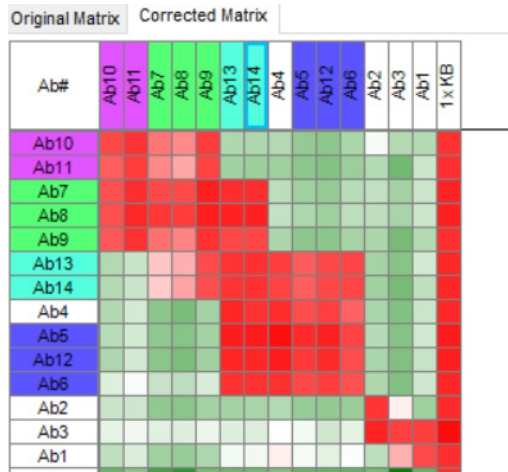 Original Matrix Corrected Matrix
Ab# Ab10 Ab11 Ab7 Ab8 Ab9 Ab13 Ab14 Ab4 Ab5 Ab12 Ab6 Ab2 Ab3 Ab1 1x KB
Ab10
Ab11
Ab7
Ab8
Ab9
Ab13
Ab14
Ab4
Ab5
Ab12
Ab6
Ab2
Ab3
Ab1